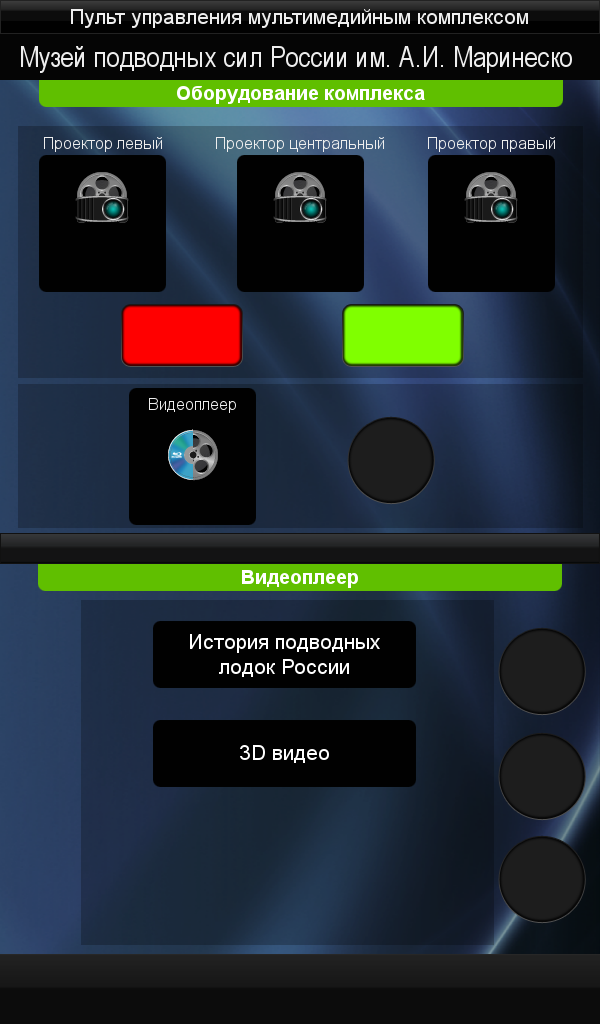 Пульт управления мультимедийным комплексом
Музей подводных сил России им. А.И. Маринеско
Оборудование комплекса
Проектор левый
Проектор центральный
Проектор правый
Видеоплеер
Видеоплеер
История подводных
лодок России
3D видео